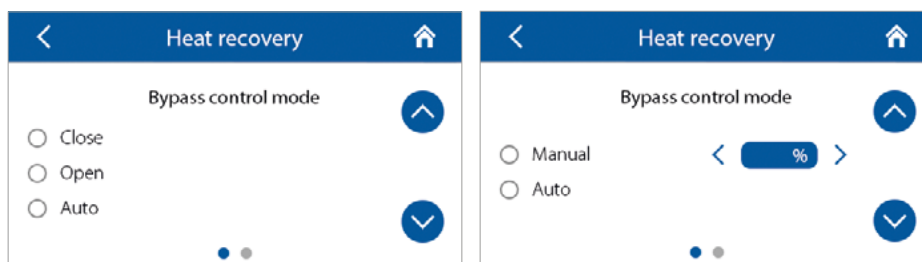 Heat recovery
Bypass control mode
Close
Open
Auto
Heat recovery
Bypass control mode
Manual
%
Auto